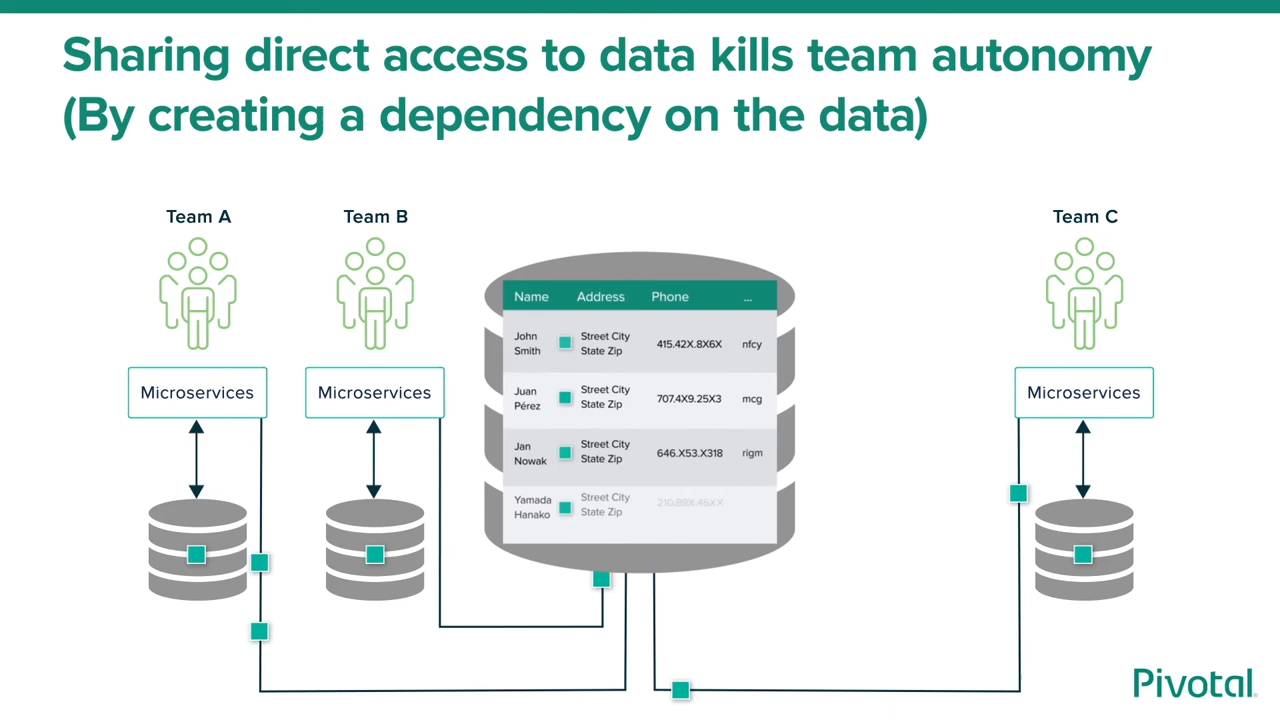 Sharing direct access to data kills team autonomy
(By creating a dependency on the data)
Team A
Team B
Team C
Microservices
Microservices
Microservices
Name Address Phone ...
John
Smith
Street City
State Zip
415.42X.8X6X
nfcy
Juan
Pérez
Street City
State Zip
707.4X9.25X3
mcg
Jan
Nowak
Street City
State Zip
646.X53.X318
rigm
Yamada
Hanako
Street City
State Zip
Pivotal